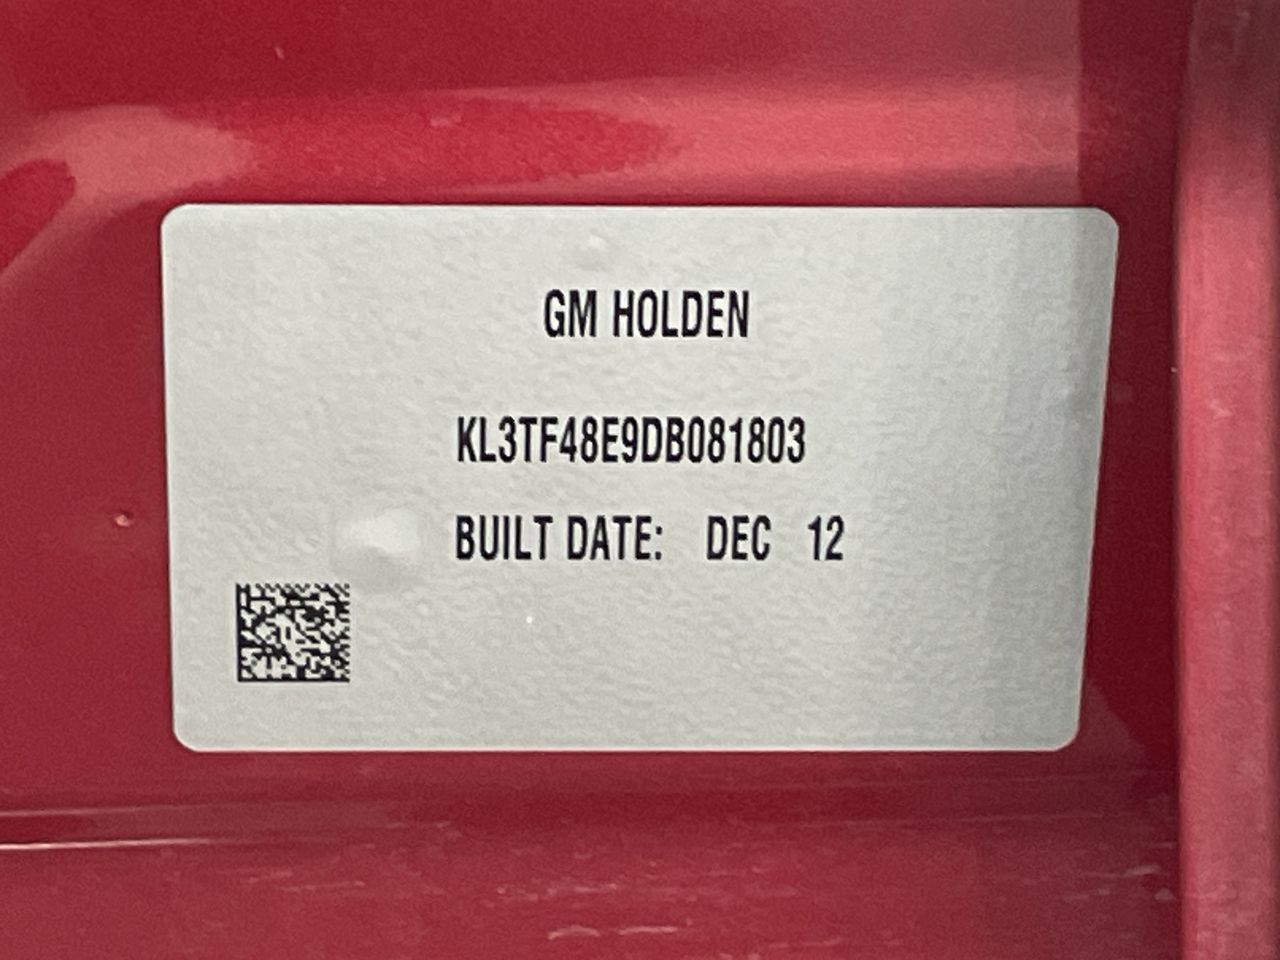 GM HOLDEN
KL3TF48E9DB081803
BUILT DATE: DEC 12